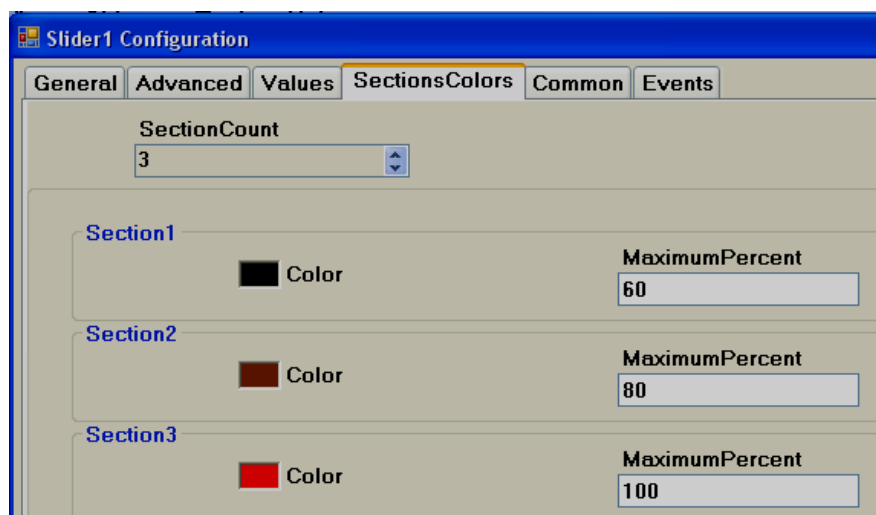 Slider1 Configuration
General Advanced Values SectionsColors Common Events
SectionCount
3
Section1
Color
MaximumPercent
60
Section2
Color
MaximumPercent
80
Section3
Color
MaximumPercent
100